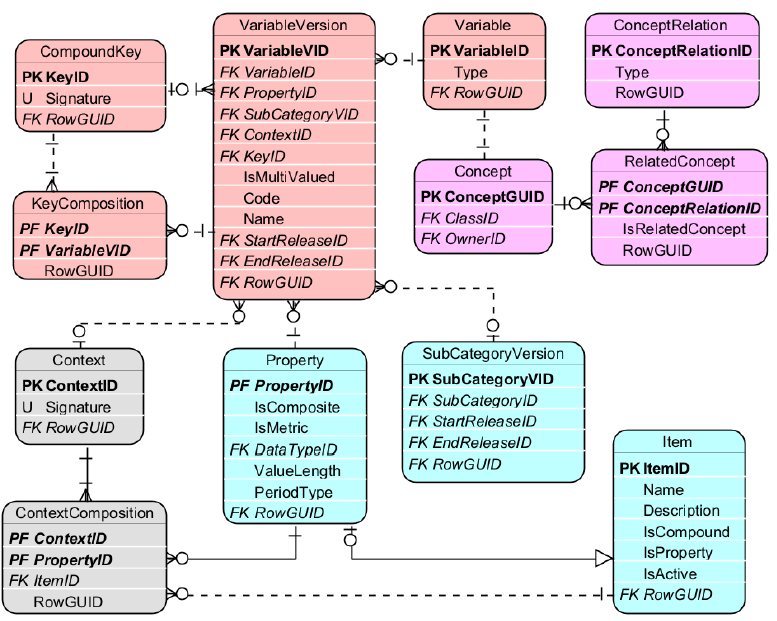 CompoundKey
PK KeyID
U Signature
FK RowGUID
VariableVersion
PK VariableVID
FK VariableID
FK PropertyID
FK SubCategoryVID
FK ContextID
FK KeyID
IsMultiValued
Code
Name
FK StartReleaseID
FK EndReleaseID
FK RowGUID
Variable
PK VariableID
Type
FK RowGUID
ConceptRelation
PK ConceptRelationID
Type
RowGUID
KeyComposition
PF KeyID
PF VariableVID
RowGUID
Concept
PK ConceptGUID
FK ClassID
FK OwnerID
RelatedConcept
PF ConceptGUID
PF ConceptRelationID
IsRelatedConcept
RowGUID
Context
PK ContextID
U Signature
FK RowGUID
Property
PF PropertyID
IsComposite
IsMetric
FK DataTypeID
ValueLength
PeriodType
FK RowGUID
SubCategoryVersion
PK SubCategoryVID
FK SubCategoryID
FK StartReleaseID
FK EndReleaseID
FK RowGUID
Item
PK ItemID
Name
Description
IsCompound
IsProperty
IsActive
FK RowGUID
ContextComposition
PF ContextID
PF PropertyID
FK ItemID
RowGUID